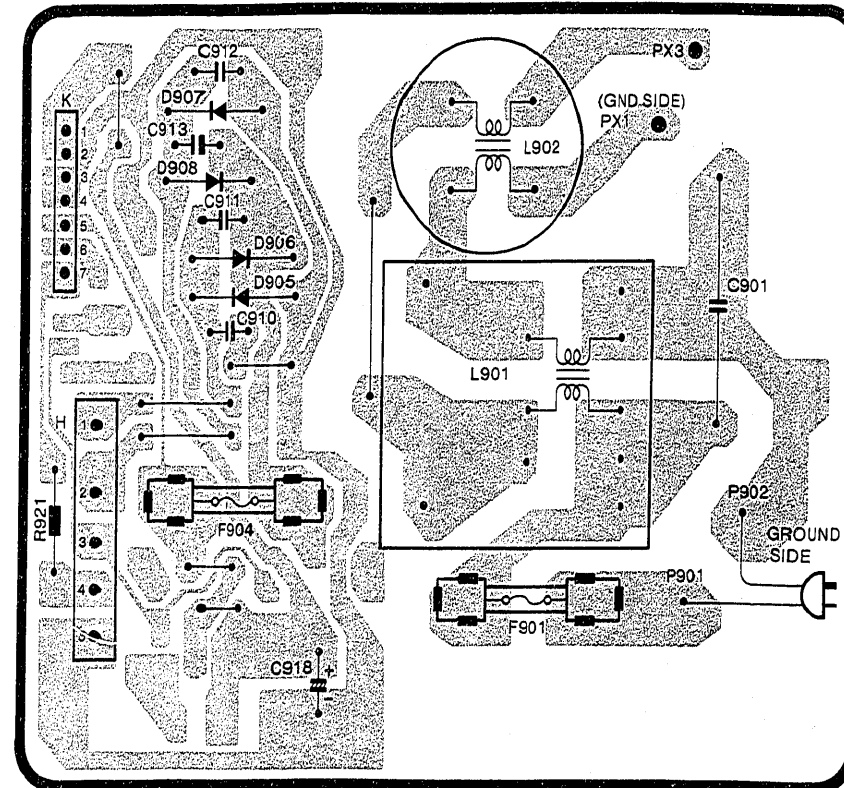 C912
PX3
D907
K
(GND SIDE)
PX1
1
C913
2
L902
3
D908
4
C911
5
6
D906
7
D905
C901
C910
L901
H
1
2
P902
R921
F904
GROUND
SIDE
3
P901
4
F901
5
C918
+
-